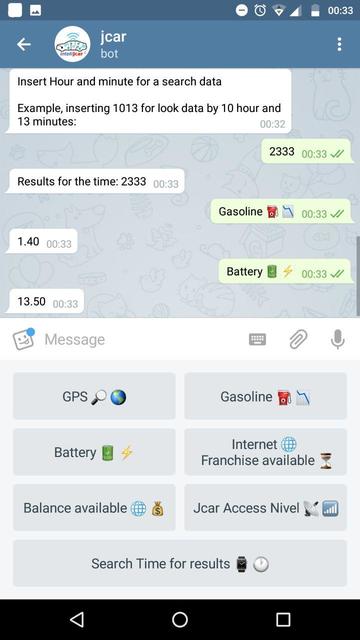 00:33
jcar
bot
intelijcar
Insert Hour and minute for a search data
Example, inserting 1013 for look data by 10 hour and
13 minutes:
00:32
2333 00:33
Results for the time: 2333 00:33
Gasoline 00:33
1.40 00:33
Battery 00:33
13.50 00:33
Message
GPS
Gasoline
Battery
Internet
Franchise available
Balance available
Jcar Access Nivel
Search Time for results